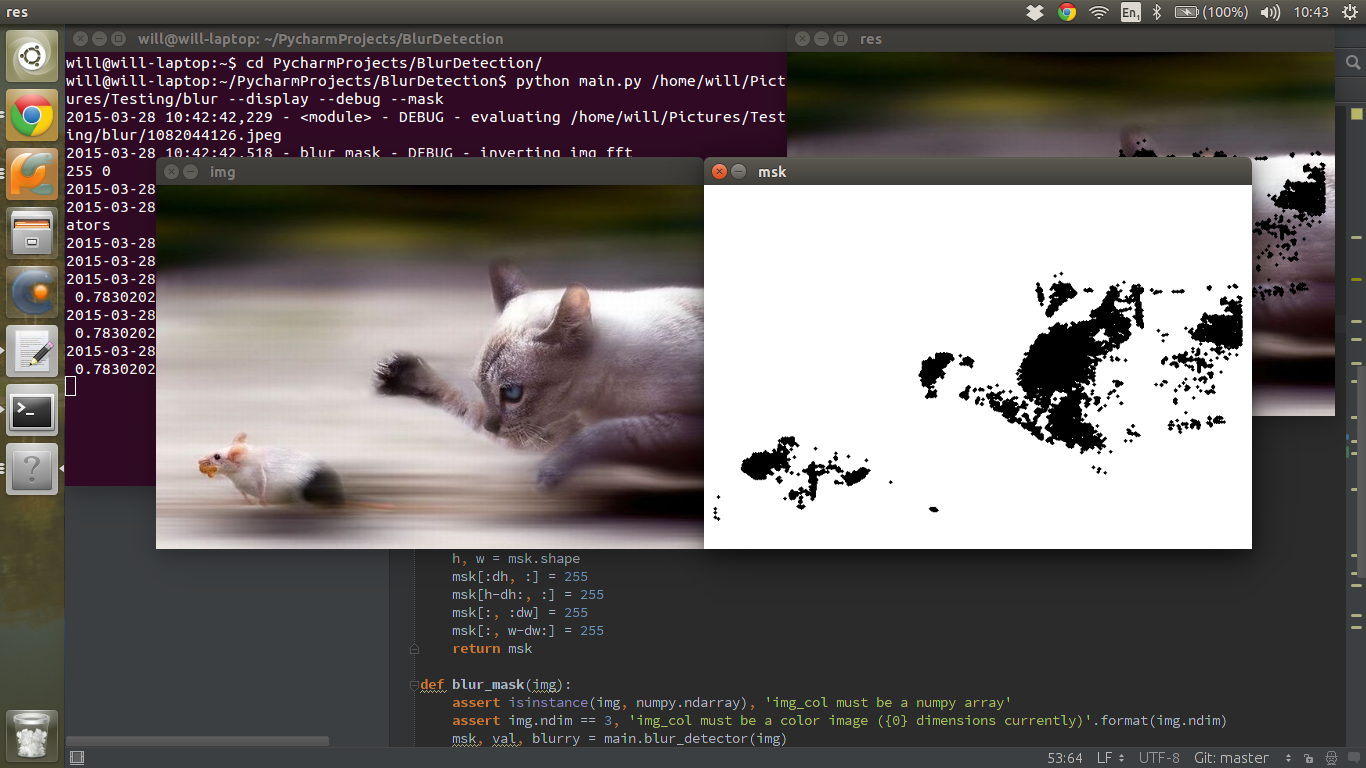 res
En1
(100%)
10:43
will@will-laptop: ~/PycharmProjects/BlurDetection
res
will@will-laptop:~$ cd PycharmProjects/BlurDetection/
will@will-laptop:~/PycharmProjects/BlurDetection$ python main.py /home/will/Pict
ures/Testing/blur --display --debug --mask
2015-03-28 10:42:42,229 - <module> - DEBUG - evaluating /home/will/Pictures/Test
ing/blur/1082044126.jpeg
2015-03-28 10:42:42,518 - blur_mask - DEBUG - inverting img_fft
255 0
2015-03-28
2015-03-28
ators
2015-03-28
2015-03-28
2015-03-28
0.7830202
2015-03-28
0.7830202
2015-03-28
0.7830202
img
msk
h, w = msk.shape
msk[:dh, :] = 255
msk[h-dh:, :] = 255
msk[:, :dw] = 255
msk[:, w-dw:] = 255
return msk
def blur_mask(img):
assert isinstance(img, numpy.ndarray), 'img_col must be a numpy array'
assert img.ndim == 3, 'img_col must be a color image ({0} dimensions currently)'.format(img.ndim)
msk, val, blurry = main.blur_detector(img)
53:64
LF
UTF-8
Git: master